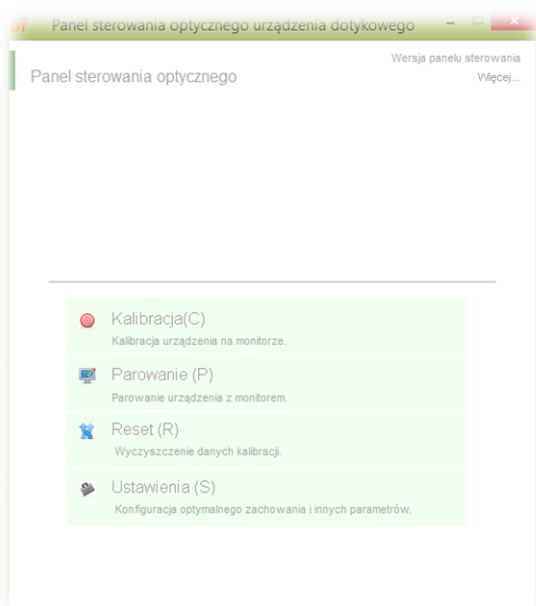 Panel sterowania optycznego urządzenia dotykowego
Wersja panelu sterowania
Panel sterowania optycznego
Więcej...
Kalibracja(C)
Kalibracja urządzenia na monitorze.
Parowanie (P)
Parowanie urządzenia z monitorem.
Reset (R)
Wyczyszczenie danych kalibracji.
Ustawienia (S)
Konfiguracja optymalnego zachowania i innych parametrów.